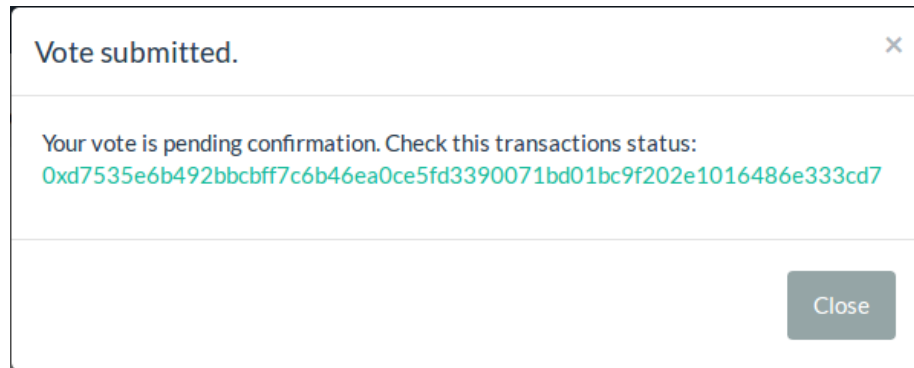 Vote submitted.
×
Your vote is pending confirmation. Check this transactions status:
0xd7535e6b492bbcbff7c6b46ea0ce5fd3390071bd01bc9f202e1016486e333cd7
Close